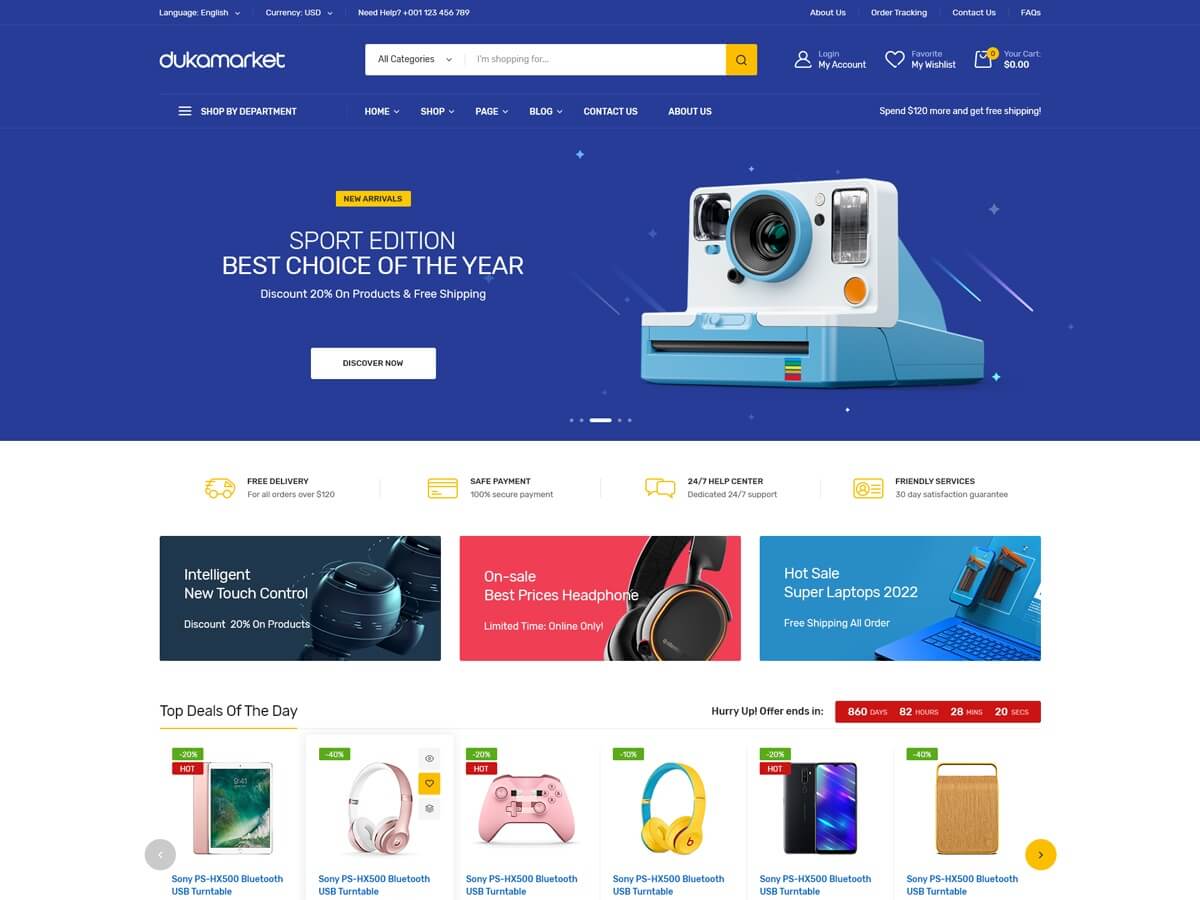 Language: English
Currency: USD
Need Help? +001 123 456 789
About Us
Order Tracking
Contact Us
FAQs
dukamarket
All Categories
I'm shopping for...
Login
My Account
Favorite
My Wishlist
0
Your Cart:
$0.00
SHOP BY DEPARTMENT
HOME
SHOP
PAGE
BLOG
CONTACT US
ABOUT US
Spend $120 more and get free shipping!
NEW ARRIVALS
SPORT EDITION
BEST CHOICE OF THE YEAR
Discount 20% On Products & Free Shipping
DISCOVER NOW
FREE DELIVERY
For all orders over $120
SAFE PAYMENT
100% secure payment
24/7 HELP CENTER
Dedicated 24/7 support
FRIENDLY SERVICES
30 day satisfaction guarantee
Intelligent
New Touch Control
Discount 20% On Products
On-sale
Best Prices Headphone
Limited Time: Online Only!
Hot Sale
Super Laptops 2022
Free Shipping All Order
Top Deals Of The Day
Hurry Up! Offer ends in:
860 DAYS 82 HOURS 28 MINS 20 SECS
-20%
HOT
9:41
Sony PS-HX500 Bluetooth
USB Turntable
-40%
Sony PS-HX500 Bluetooth
USB Turntable
-20%
HOT
Sony PS-HX500 Bluetooth
USB Turntable
-10%
Sony PS-HX500 Bluetooth
USB Turntable
-20%
HOT
Sony PS-HX500 Bluetooth
USB Turntable
-40%
Sony PS-HX500 Bluetooth
USB Turntable